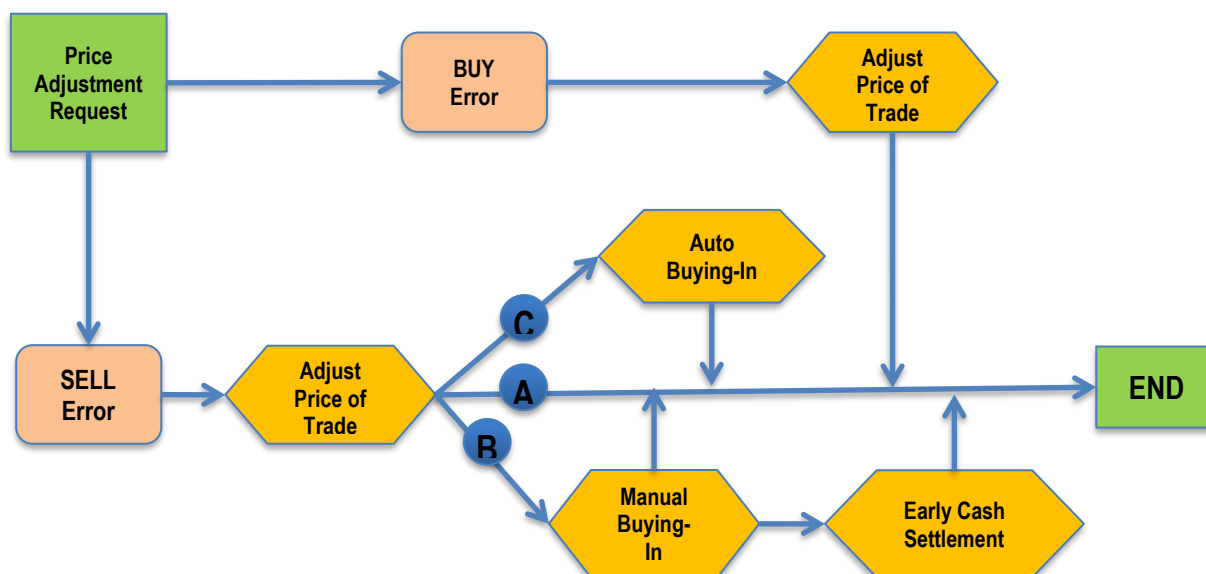 Price
Adjustment
Request
BUY
Error
Adjust
Price of
Trade
Auto
Buying-In
C
SELL
Error
Adjust
Price of
Trade
A
END
B
Manual
Buying-
In
Early Cash
Settlement